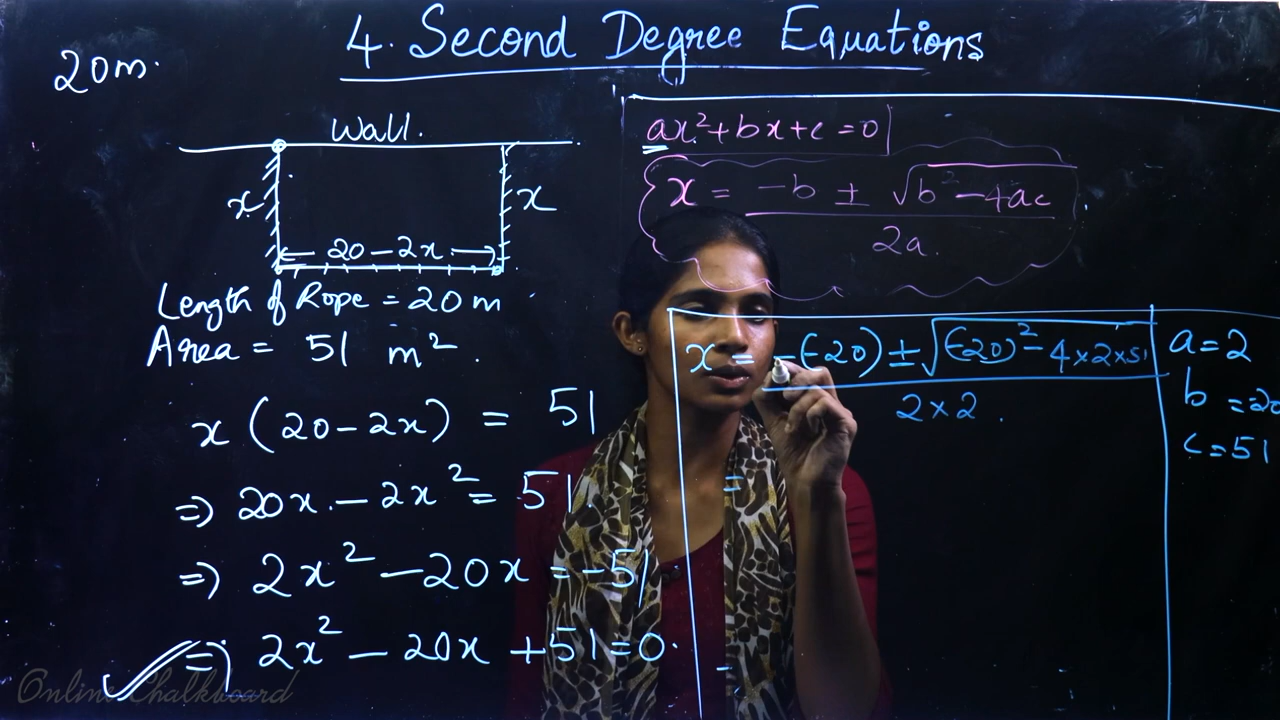 4. Second Degree Equations
20m.
Wall.
x
x
20 – 2x
Length of Rope = 20 m
Area = 51 m².
x (20 – 2x) = 51
⇒ 20x – 2x² = 51
⇒ 2x² – 20x = –51
⇒ 2x² – 20x + 51 = 0.
ax² + bx + c = 0
x = (–b ± √(b² – 4ac)) / 2a
x = (–(–20) ± √((–20)² – 4×2×51)) / (2×2)
=
=
a = 2
b = –20
c = 51
Online Chalkboard